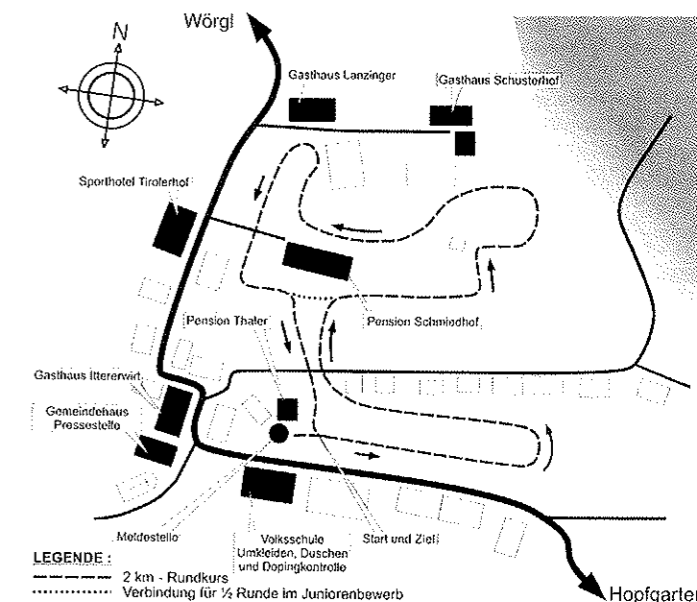 Wörgl
N
Gasthaus Lanzinger
Gasthaus Schusterhof
Sporthotel Tirolerhof
Pension Thaler
Pension Schmiedhof
Gasthaus Ittererwirt
Gemeindehaus
Pressestelle
Meldestelle
Volksschule
Umkleiden, Duschen
und Dopingkontrolle
Start und Ziel
LEGENDE :
2 km - Rundkurs
Verbindung für ½ Runde im Juniorenbewerb
Hopfgarten